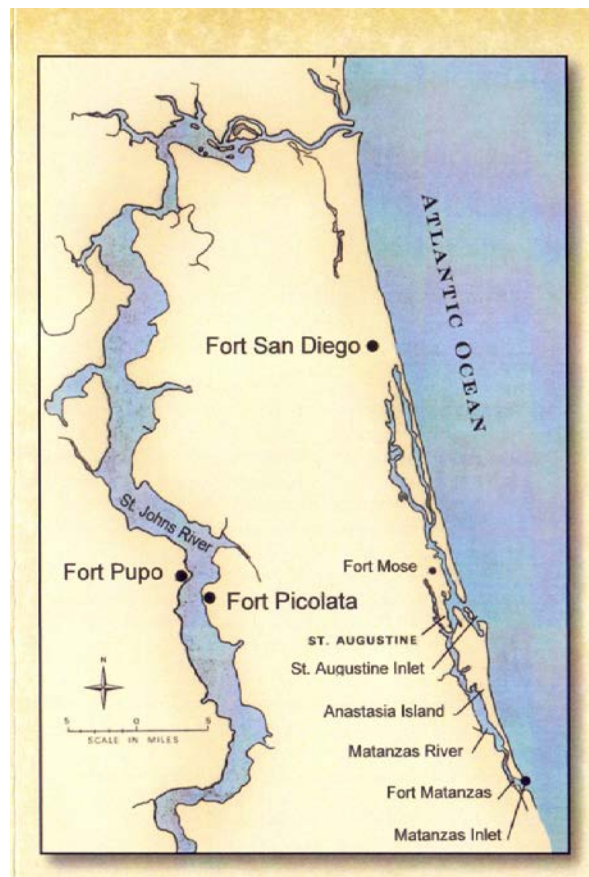 ATLANTIC OCEAN
Fort San Diego
St. Johns River
Fort Pupo
Fort Picolata
Fort Mose
ST. AUGUSTINE
St. Augustine Inlet
Anastasia Island
Matanzas River
Fort Matanzas
Matanzas Inlet
N
5 0 5
SCALE IN MILES